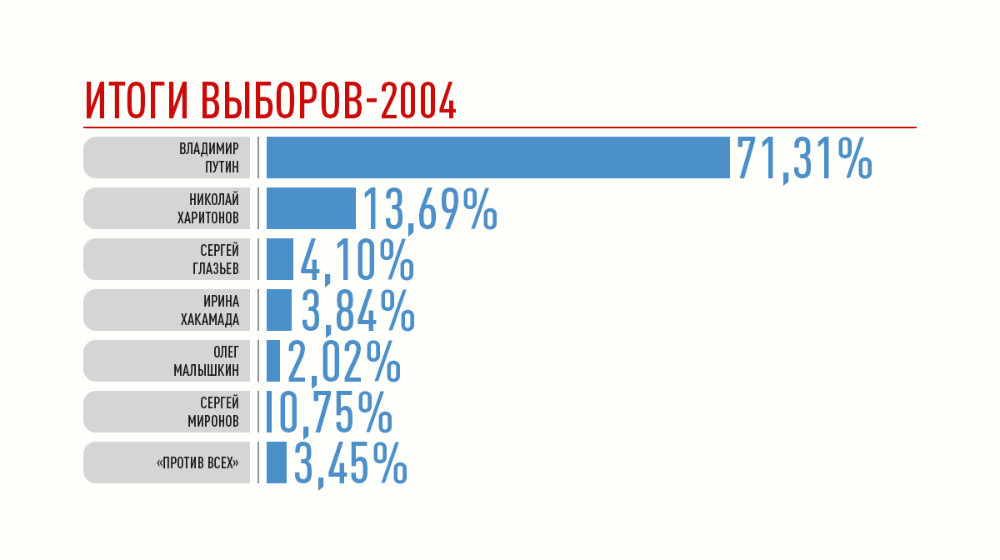 ИТОГИ ВЫБОРОВ-2004
ВЛАДИМИР
ПУТИН
71,31%
НИКОЛАЙ
ХАРИТОНОВ
13,69%
СЕРГЕЙ
ГЛАЗЬЕВ
4,10%
ИРИНА
ХАКАМАДА
3,84%
ОЛЕГ
МАЛЫШКИН
2,02%
СЕРГЕЙ
МИРОНОВ
0,75%
«ПРОТИВ ВСЕХ»
3,45%